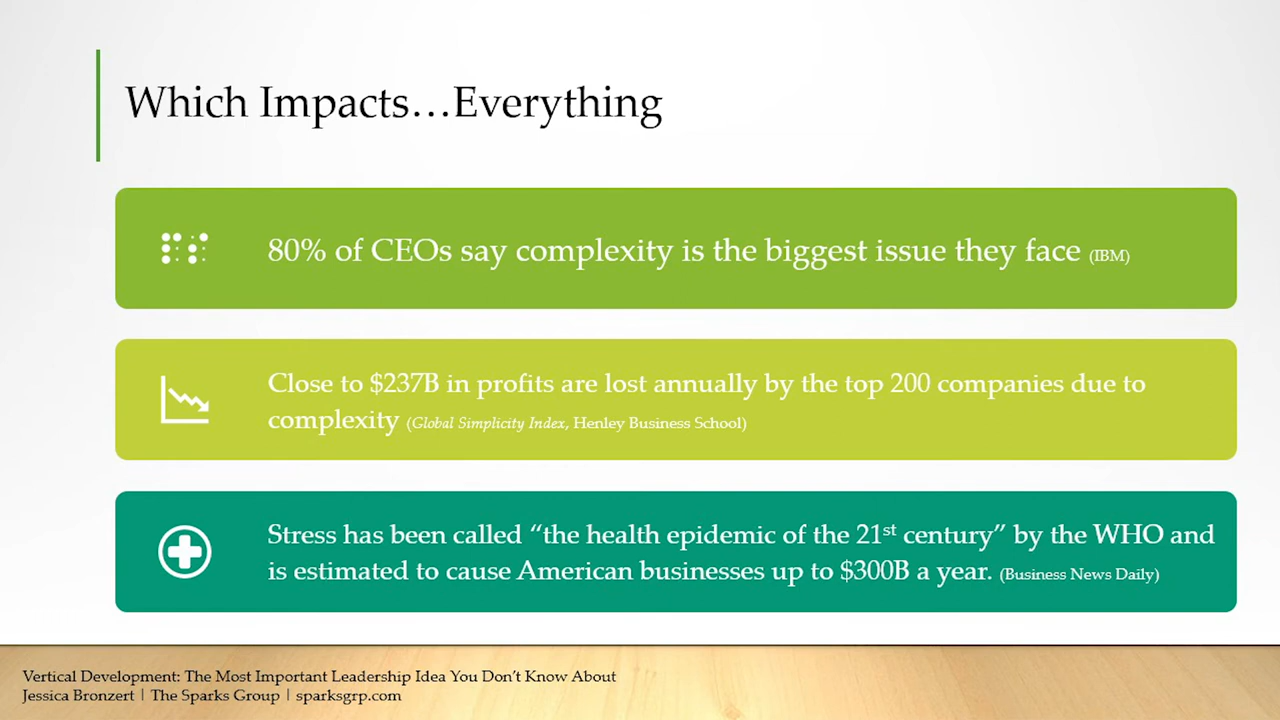 Which Impacts…Everything
80% of CEOs say complexity is the biggest issue they face (IBM)
Close to $237B in profits are lost annually by the top 200 companies due to
complexity (Global Simplicity Index, Henley Business School)
Stress has been called “the health epidemic of the 21st century” by the WHO and
is estimated to cause American businesses up to $300B a year. (Business News Daily)
Vertical Development: The Most Important Leadership Idea You Don’t Know About
Jessica Bronzert | The Sparks Group | sparksgrp.com